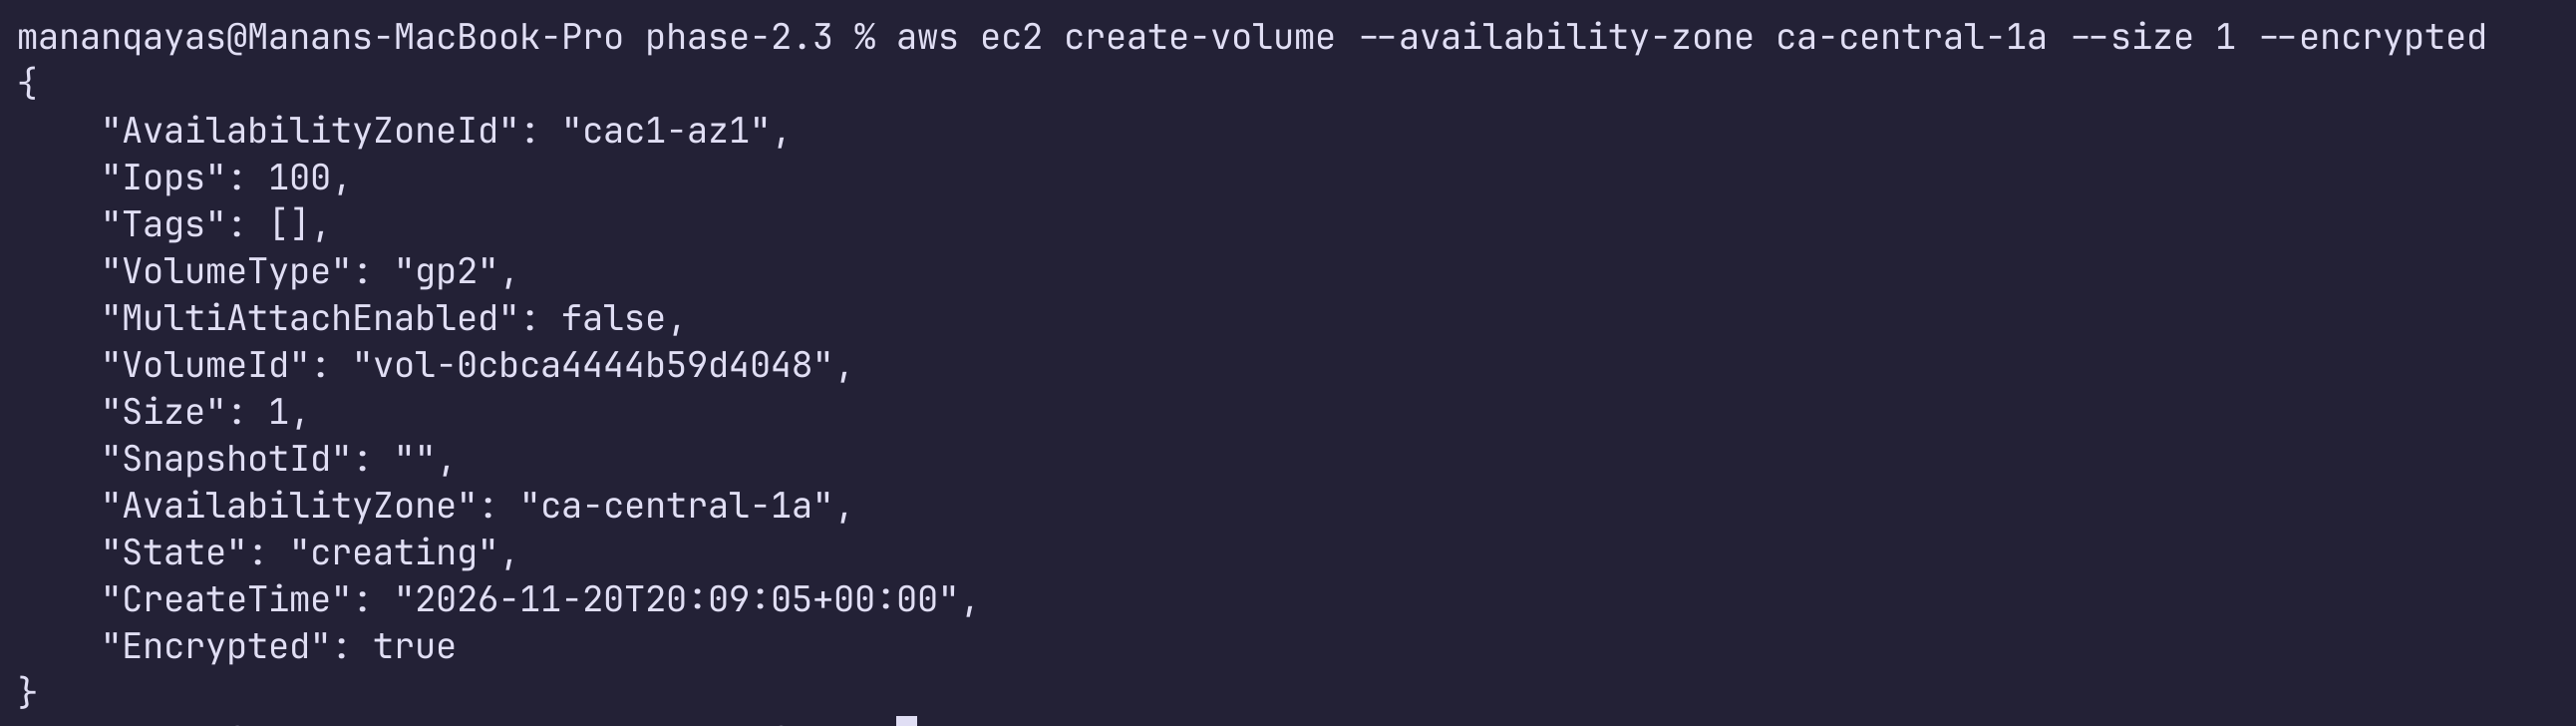 mananqayas@Manans-MacBook-Pro phase-2.3 % aws ec2 create-volume --availability-zone ca-central-1a --size 1 --encrypted
{
    "AvailabilityZoneId": "cac1-az1",
    "Iops": 100,
    "Tags": [],
    "VolumeType": "gp2",
    "MultiAttachEnabled": false,
    "VolumeId": "vol-0cbca4444b59d4048",
    "Size": 1,
    "SnapshotId": "",
    "AvailabilityZone": "ca-central-1a",
    "State": "creating",
    "CreateTime": "2026-11-20T20:09:05+00:00",
    "Encrypted": true
}